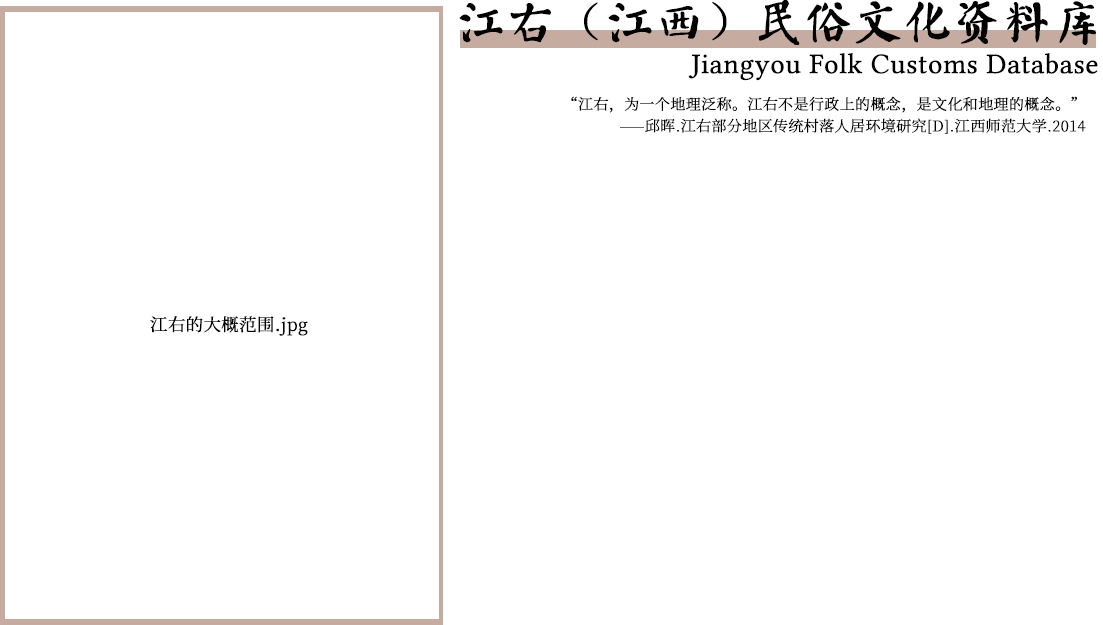 江右（江西）民俗文化资料库
Jiangyou Folk Customs Database
“江右，为一个地理泛称。江右不是行政上的概念，是文化和地理的概念。”
——邱晖.江右部分地区传统村落人居环境研究[D].江西师范大学.2014
江右的大概范围.jpg